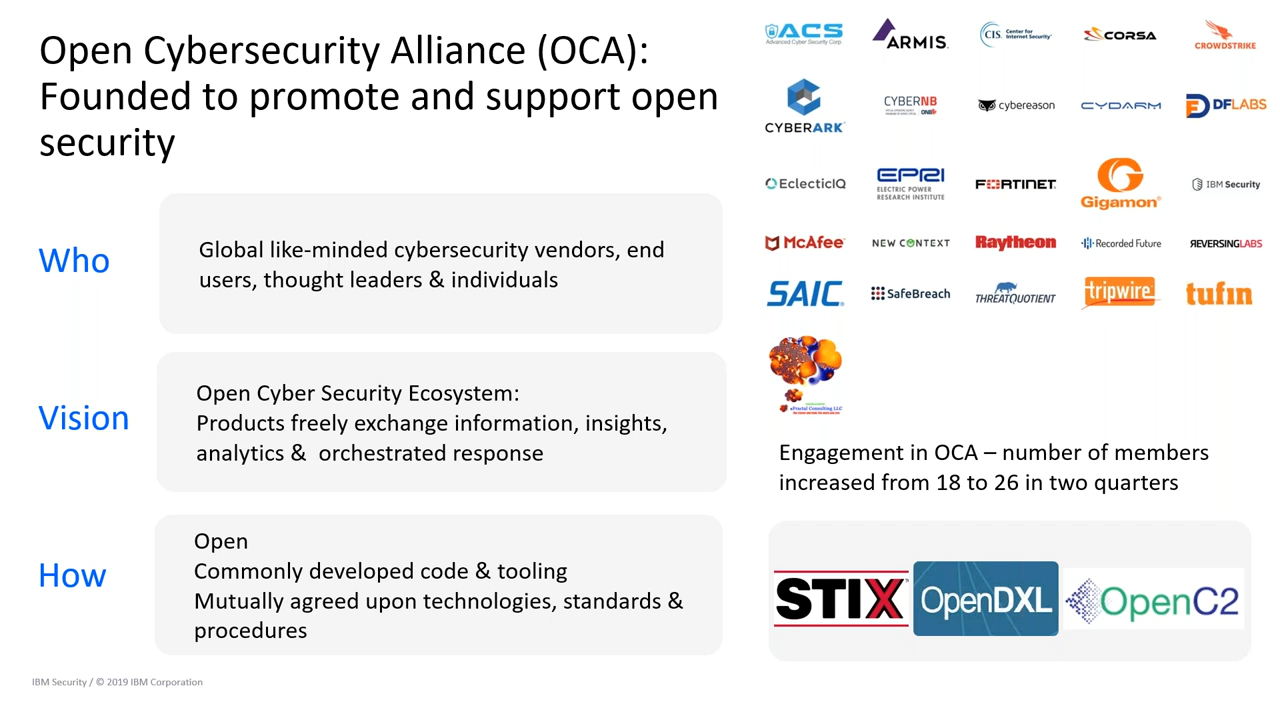 Open Cybersecurity Alliance (OCA):
Founded to promote and support open
security
Who
Global like-minded cybersecurity vendors, end
users, thought leaders & individuals
Vision
Open Cyber Security Ecosystem:
Products freely exchange information, insights,
analytics &  orchestrated response
How
Open
Commonly developed code & tooling
Mutually agreed upon technologies, standards &
procedures
IBM Security / © 2019 IBM Corporation
ACS
Advanced Cyber Security Corp
ARMIS.
CIS. Center for
Internet Security®
CORSA
CROWDSTRIKE
CYBERARK®
CYBERNB
cybereason
CYDARM
DFLABS
EclecticIQ
EPRI
ELECTRIC POWER
RESEARCH INSTITUTE
FORTINET
Gigamon®
IBM Security
McAfee
NEW CONTEXT
Raytheon
Recorded Future
REVERSINGLABS
SAIC
SafeBreach
THREATQUOTIENT
tripwire
tufin
eFractal Consulting LLC
Engagement in OCA – number of members
increased from 18 to 26 in two quarters
STIX
OpenDXL
OpenC2